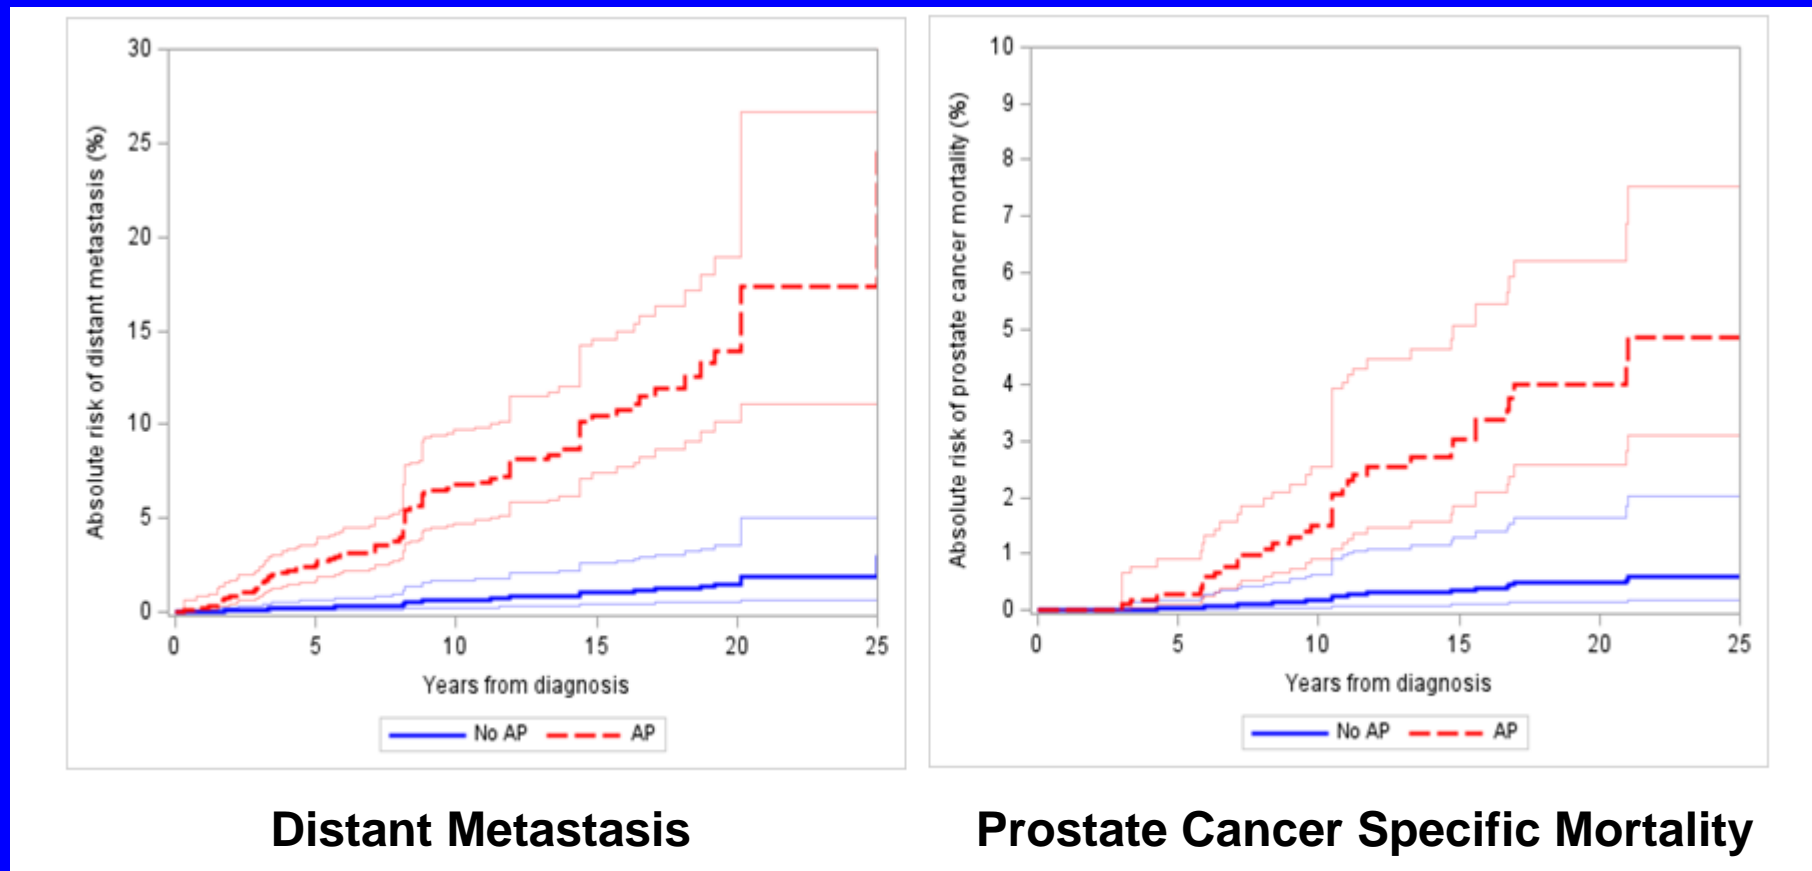 Absolute risk of distant metastasis (%)
30
25
20
15
10
5
0
0 5 10 15 20 25
Years from diagnosis
No AP AP
Distant Metastasis
Absolute risk of prostate cancer mortality (%)
10
9
8
7
6
5
4
3
2
1
0
0 5 10 15 20 25
Years from diagnosis
No AP AP
Prostate Cancer Specific Mortality